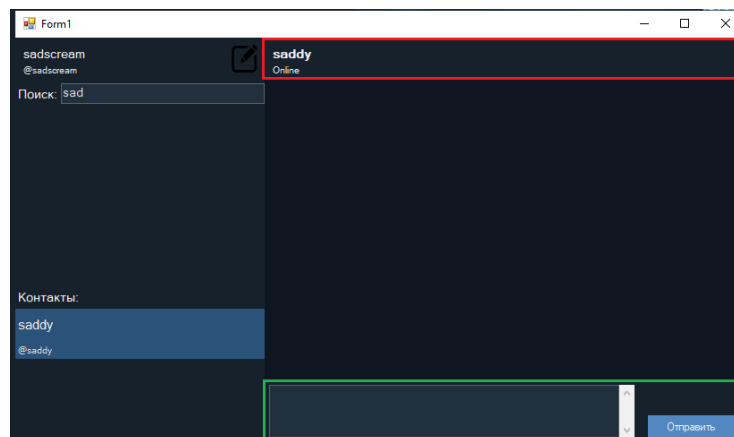 Form1
sadscream
@sadscream
Поиск: sad
Контакты:
saddy
@saddy
saddy
Online
Отправить